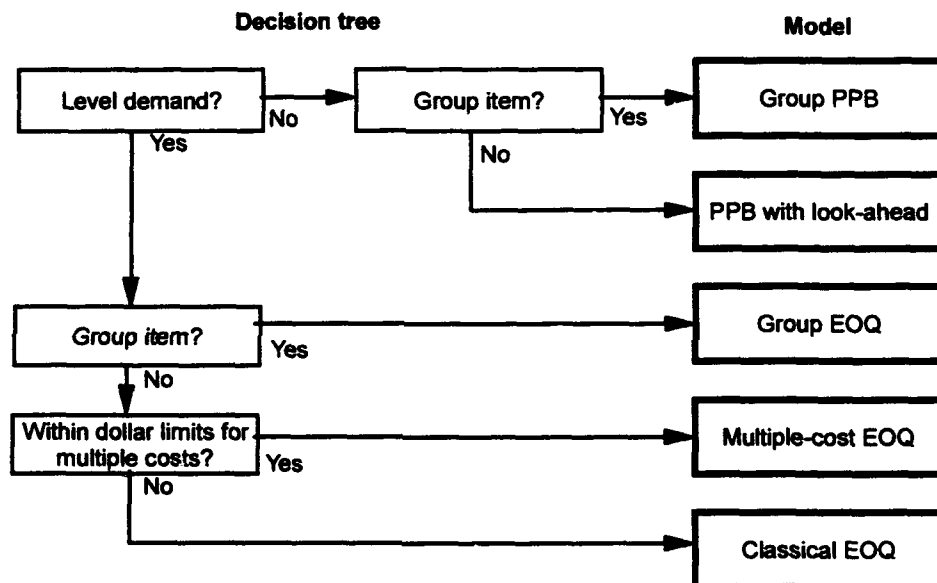 Decision tree
Model
Level demand?
No
Group item?
Yes
Group PPB
Yes
No
PPB with look-ahead
Group item?
Yes
Group EOQ
No
Within dollar limits for
multiple costs?
Yes
Multiple-cost EOQ
No
Classical EOQ